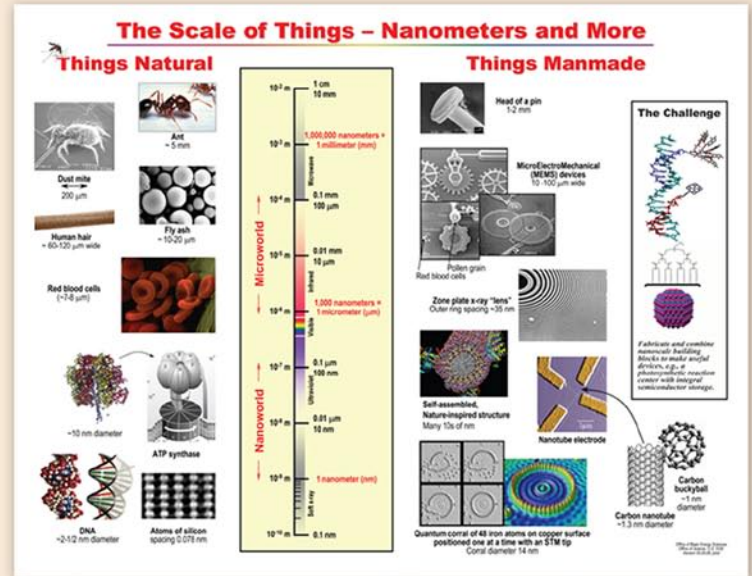 The Scale of Things – Nanometers and More
Things Natural
Things Manmade
Ant
~ 5 mm
Dust mite
200 µm
Human hair
~ 60-120 µm wide
Fly ash
~ 10-20 µm
Red blood cells
(~7-8 µm)
~10 nm diameter
ATP synthase
DNA
~2-1/2 nm diameter
Atoms of silicon
spacing 0.078 nm
10⁻² m
1 cm
10 mm
10⁻³ m
1,000,000 nanometers =
1 millimeter (mm)
Microwave
10⁻⁴ m
0.1 mm
100 µm
Microworld
10⁻⁵ m
0.01 mm
10 µm
Infrared
10⁻⁶ m
1,000 nanometers =
1 micrometer (µm)
Visible
10⁻⁷ m
0.1 µm
100 nm
Ultraviolet
Nanoworld
10⁻⁸ m
0.01 µm
10 nm
10⁻⁹ m
1 nanometer (nm)
Soft x-ray
10⁻¹⁰ m
0.1 nm
Head of a pin
1-2 mm
MicroElectroMechanical
(MEMS) devices
10 -100 µm wide
Pollen grain
Red blood cells
Zone plate x-ray “lens”
Outer ring spacing ~35 nm
Self-assembled,
Nature-inspired structure
Many 10s of nm
Nanotube electrode
Quantum corral of 48 iron atoms on copper surface
positioned one at a time with an STM tip
Corral diameter 14 nm
Carbon nanotube
~1.3 nm diameter
Carbon
buckyball
~1 nm
diameter
The Challenge
Fabricate and combine
nanoscale building
blocks to make useful
devices, e.g., a
photosynthetic reaction
center with integral
semiconductor storage.